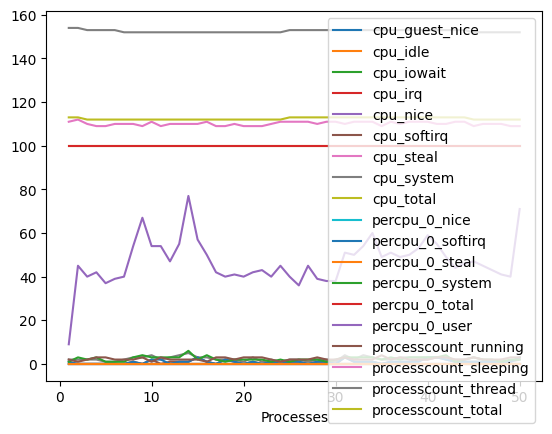 160
140
120
100
80
60
40
20
0
0
10
20
30
40
50
Processes
cpu_guest_nice
cpu_idle
cpu_iowait
cpu_irq
cpu_nice
cpu_softirq
cpu_steal
cpu_system
cpu_total
percpu_0_nice
percpu_0_softirq
percpu_0_steal
percpu_0_system
percpu_0_total
percpu_0_user
processcount_running
processcount_sleeping
processcount_thread
processcount_total